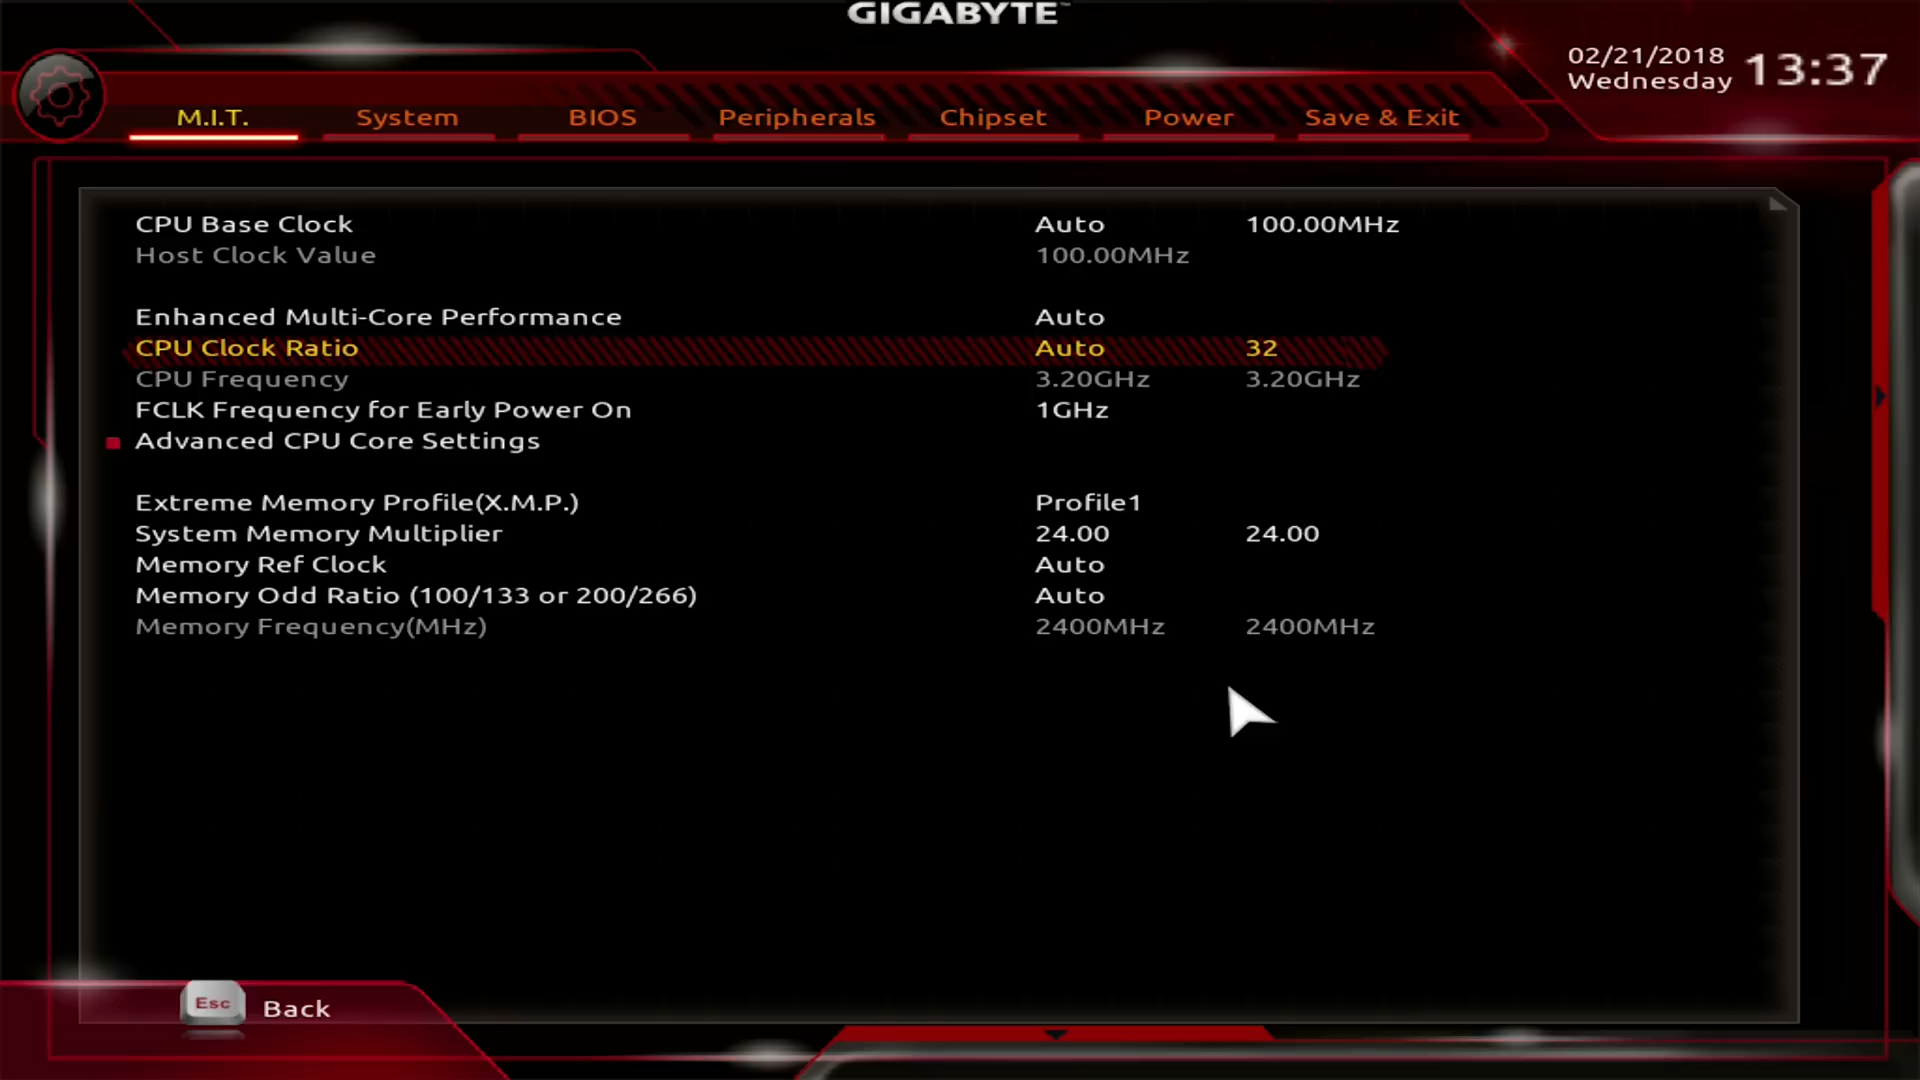 GIGABYTE™
02/21/2018
Wednesday
13:37
M.I.T. System BIOS Peripherals Chipset Power Save & Exit
CPU Base Clock Auto 100.00MHz
Host Clock Value 100.00MHz
Enhanced Multi-Core Performance Auto
CPU Clock Ratio Auto 32
CPU Frequency 3.20GHz 3.20GHz
FCLK Frequency for Early Power On 1GHz
Advanced CPU Core Settings
Extreme Memory Profile(X.M.P.) Profile1
System Memory Multiplier 24.00 24.00
Memory Ref Clock Auto
Memory Odd Ratio (100/133 or 200/266) Auto
Memory Frequency(MHz) 2400MHz 2400MHz
Esc Back